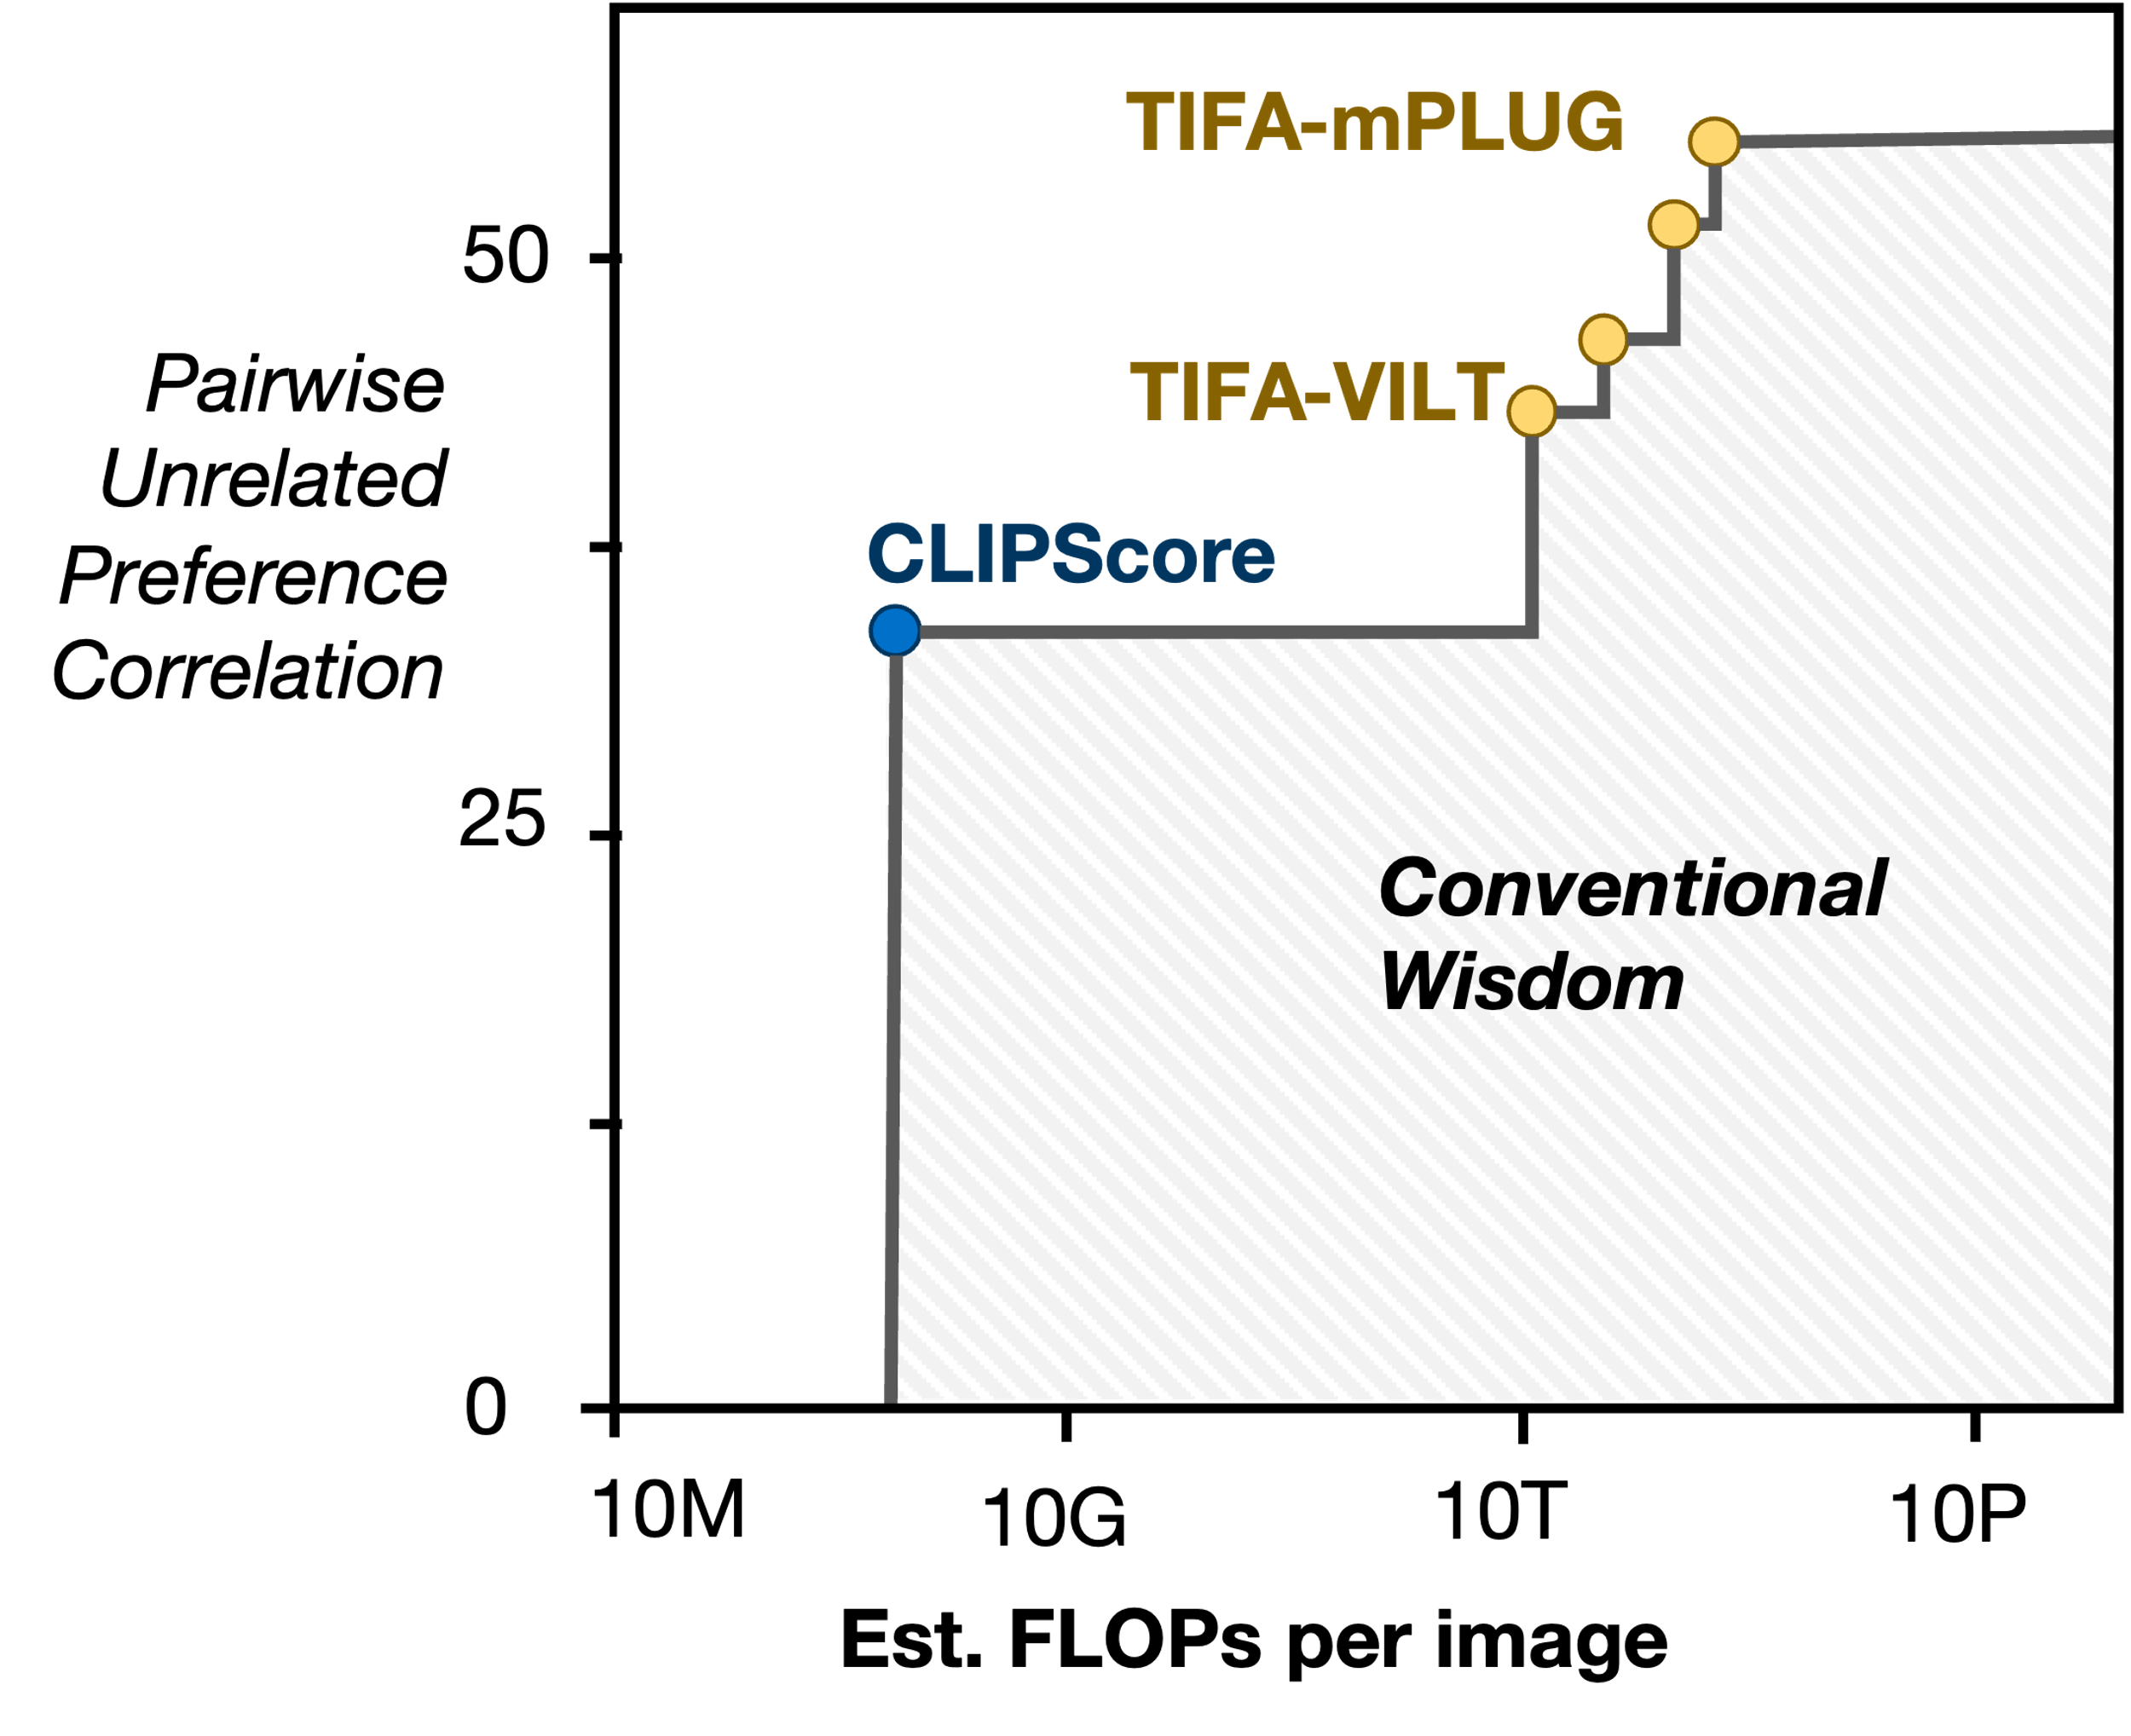 TIFA-mPLUG
50
Pairwise
Unrelated
Preference
Correlation
TIFA-VILT
CLIPScore
25
Conventional
Wisdom
0
10M
10G
10T
10P
Est. FLOPs per image